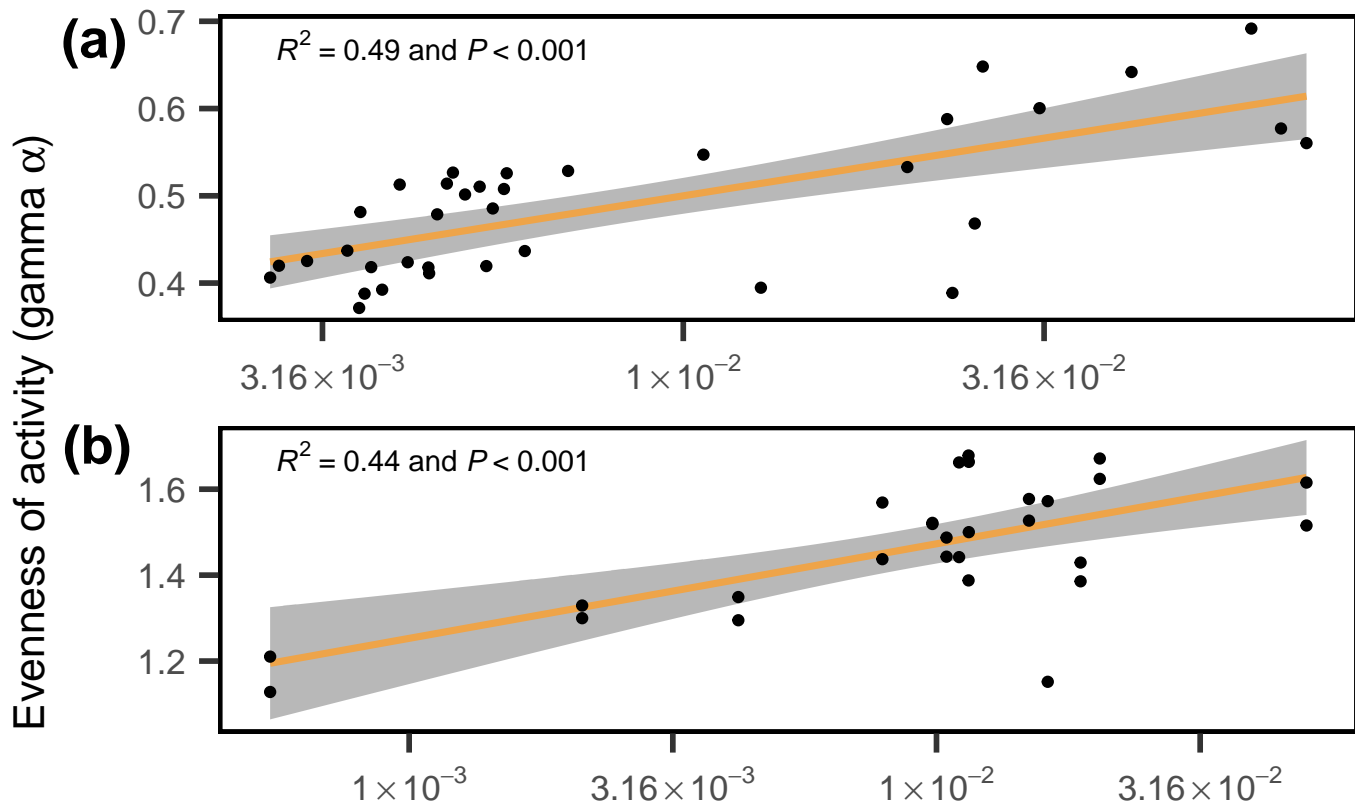 (a)
R² = 0.49 and P < 0.001
0.7
0.6
0.5
0.4
3.16×10⁻³
1×10⁻²
3.16×10⁻²
Evenness of activity (gamma α)
(b)
R² = 0.44 and P < 0.001
1.6
1.4
1.2
1×10⁻³
3.16×10⁻³
1×10⁻²
3.16×10⁻²